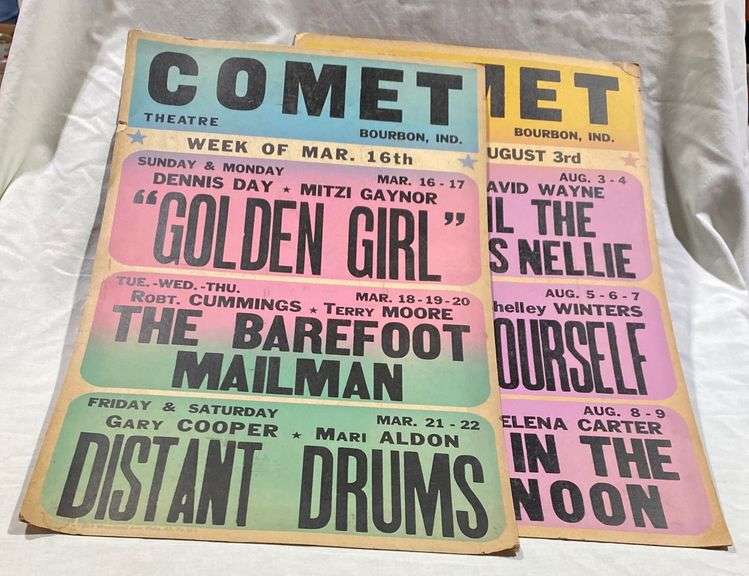 COMET
THEATRE
BOURBON, IND.
WEEK OF MAR. 16th
SUNDAY & MONDAY
MAR. 16 - 17
DENNIS DAY ★ MITZI GAYNOR
"GOLDEN GIRL"
TUE.-WED.-THU.
MAR. 18-19-20
ROBT. CUMMINGS ★ TERRY MOORE
THE BAREFOOT
MAILMAN
FRIDAY & SATURDAY
MAR. 21 - 22
GARY COOPER ★ MARI ALDON
DISTANT DRUMS
MET
BOURBON, IND.
UGUST 3rd
AUG. 3-4
AVID WAYNE
IL THE
S NELLIE
AUG. 5-6-7
helley WINTERS
OURSELF
AUG. 8-9
ELENA CARTER
IN THE
NOON